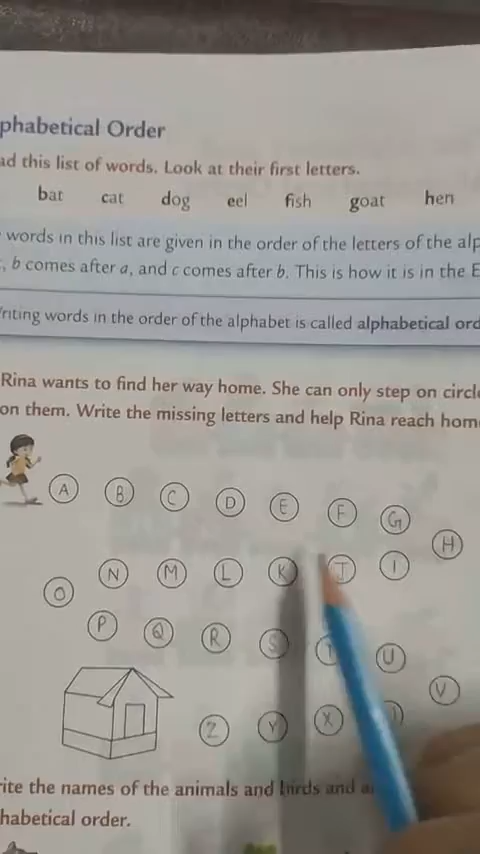 phabetical Order
ad this list of words. Look at their first letters.
bat cat dog eel fish goat hen
words in this list are given in the order of the letters of the alp
, b comes after a, and c comes after b. This is how it is in the E
Writing words in the order of the alphabet is called alphabetical ord
Rina wants to find her way home. She can only step on circle
on them. Write the missing letters and help Rina reach hom
A B C D E F G
H
O N M L K J I
P Q R S T U
V
Z Y X
rite the names of the animals and birds and a
habetical order.